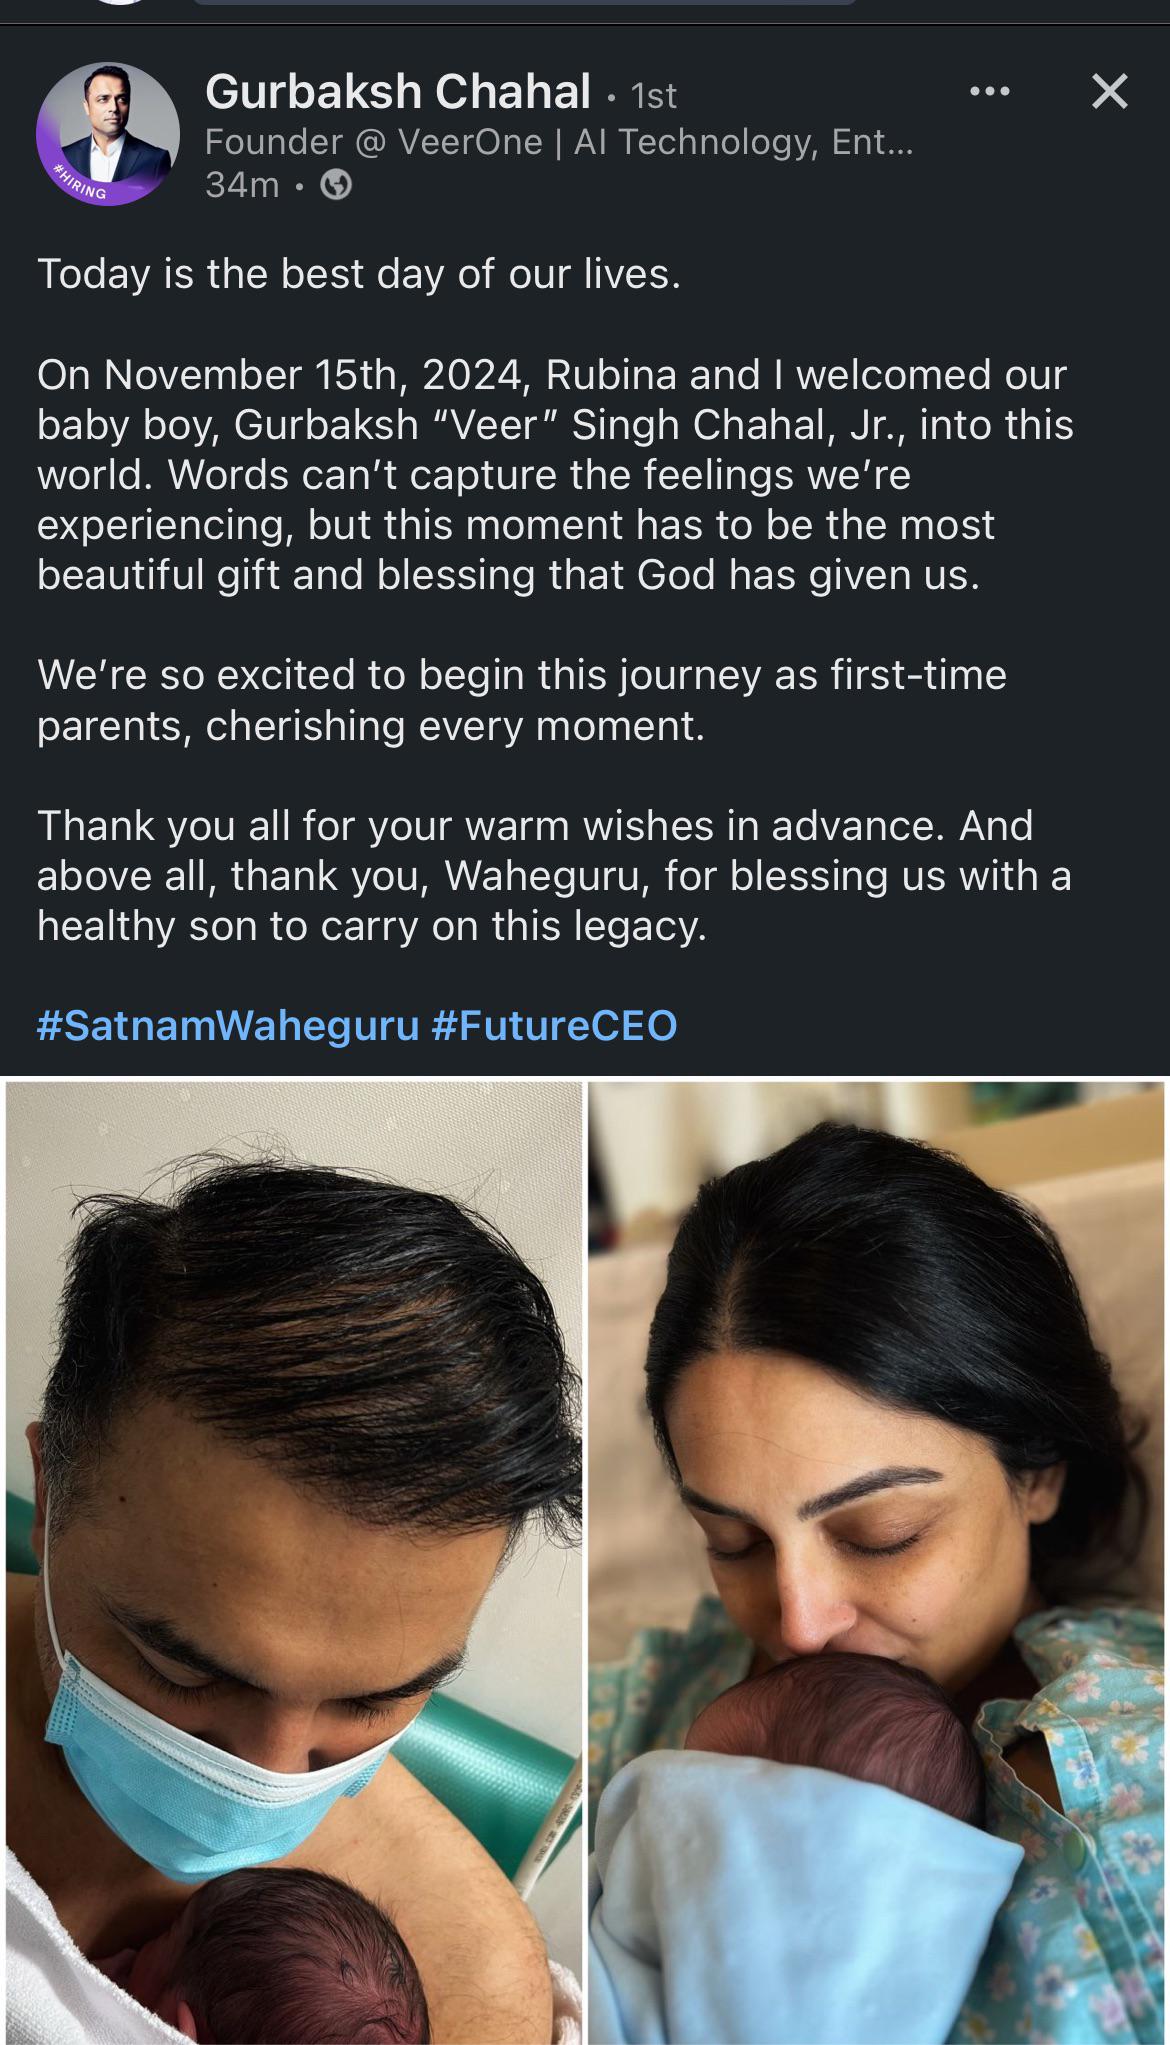 Gurbaksh Chahal • 1st
Founder @ VeerOne | AI Technology, Ent...
34m •
#HIRING
Today is the best day of our lives.
On November 15th, 2024, Rubina and I welcomed our
baby boy, Gurbaksh “Veer” Singh Chahal, Jr., into this
world. Words can’t capture the feelings we’re
experiencing, but this moment has to be the most
beautiful gift and blessing that God has given us.
We’re so excited to begin this journey as first-time
parents, cherishing every moment.
Thank you all for your warm wishes in advance. And
above all, thank you, Waheguru, for blessing us with a
healthy son to carry on this legacy.
#SatnamWaheguru #FutureCEO